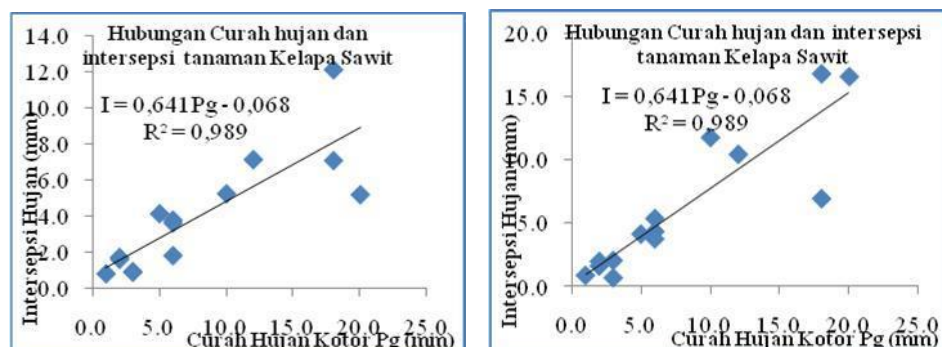 Hubungan Curah hujan dan
intersepsi tanaman Kelapa Sawit
I = 0,641Pg - 0,068
R² = 0,989
Intersepsi Hujan (mm)
14.0
12.0
10.0
8.0
6.0
4.0
2.0
0.0
0.0 5.0 10.0 15.0 20.0 25.0
Curah Hujan Kotor Pg (mm)
Hubungan Curah hujan dan intersepsi
tanaman Kelapa Sawit
I = 0,641Pg - 0,068
R² = 0,989
Intersepsi Hujan(mm)
20.0
15.0
10.0
5.0
0.0
0.0 5.0 10.0 15.0 20.0 25.0
Curah Hujan Kotor Pg (mm)